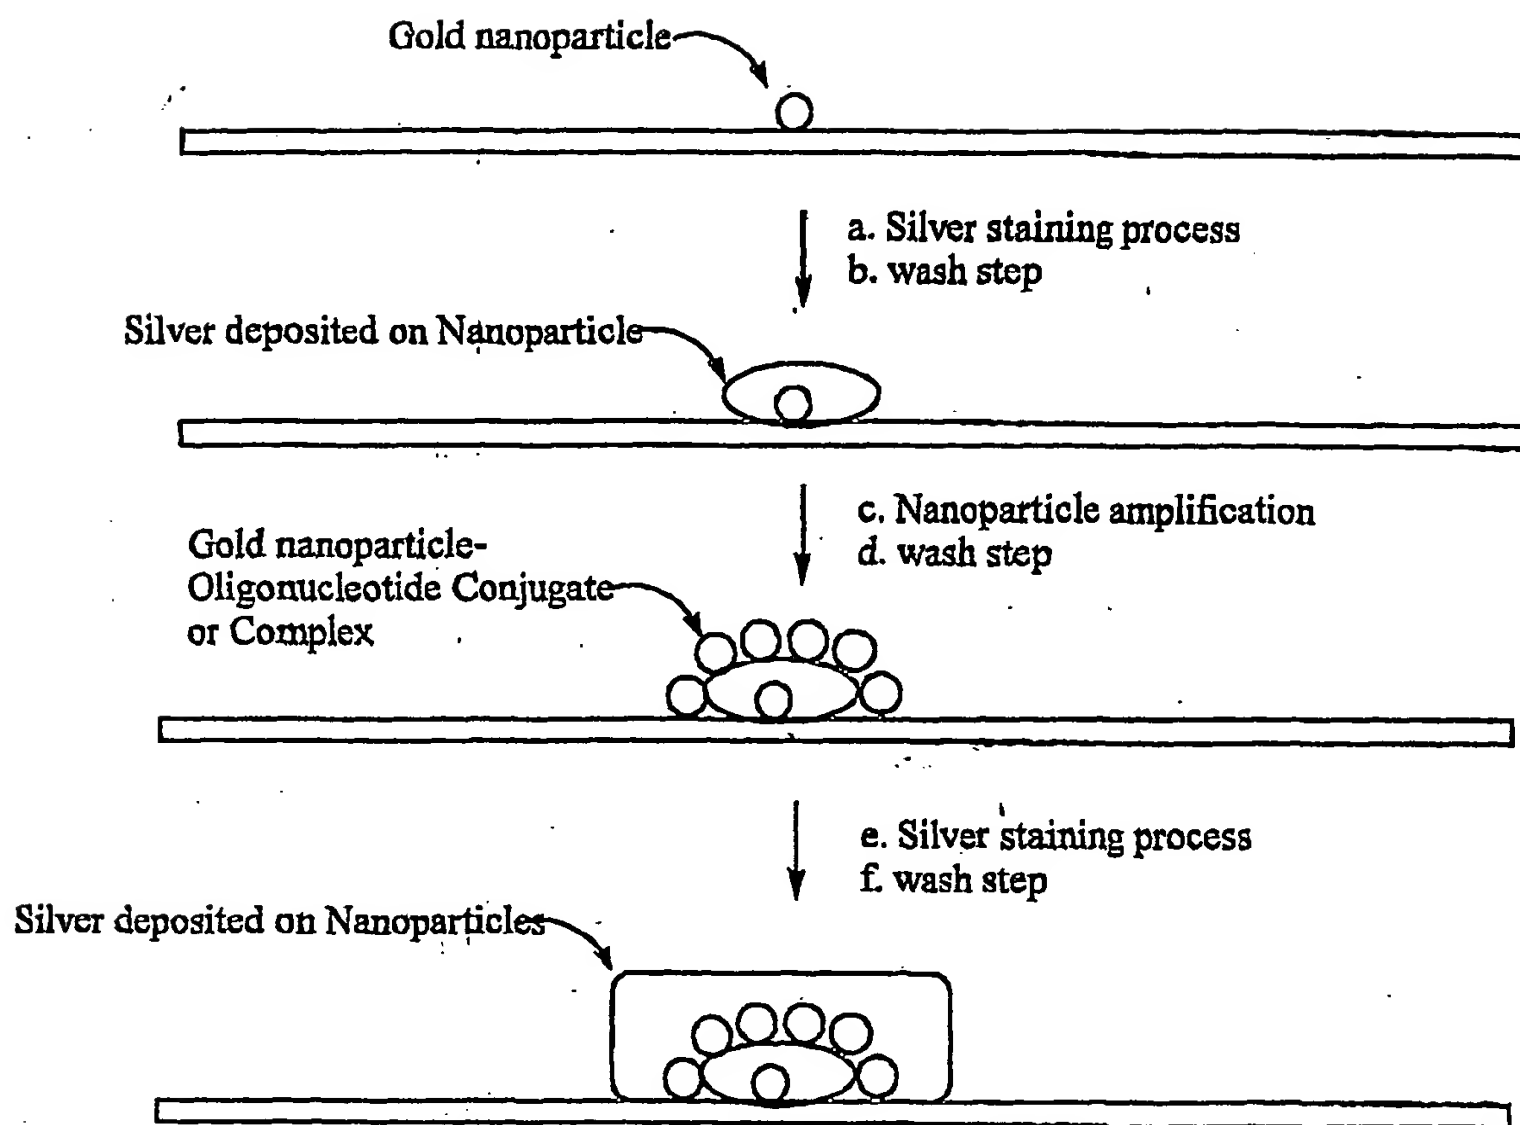 Gold nanoparticle
a. Silver staining process
b. wash step
Silver deposited on Nanoparticle
c. Nanoparticle amplification
d. wash step
Gold nanoparticle-
Oligonucleotide Conjugate
or Complex
e. Silver staining process
f. wash step
Silver deposited on Nanoparticles